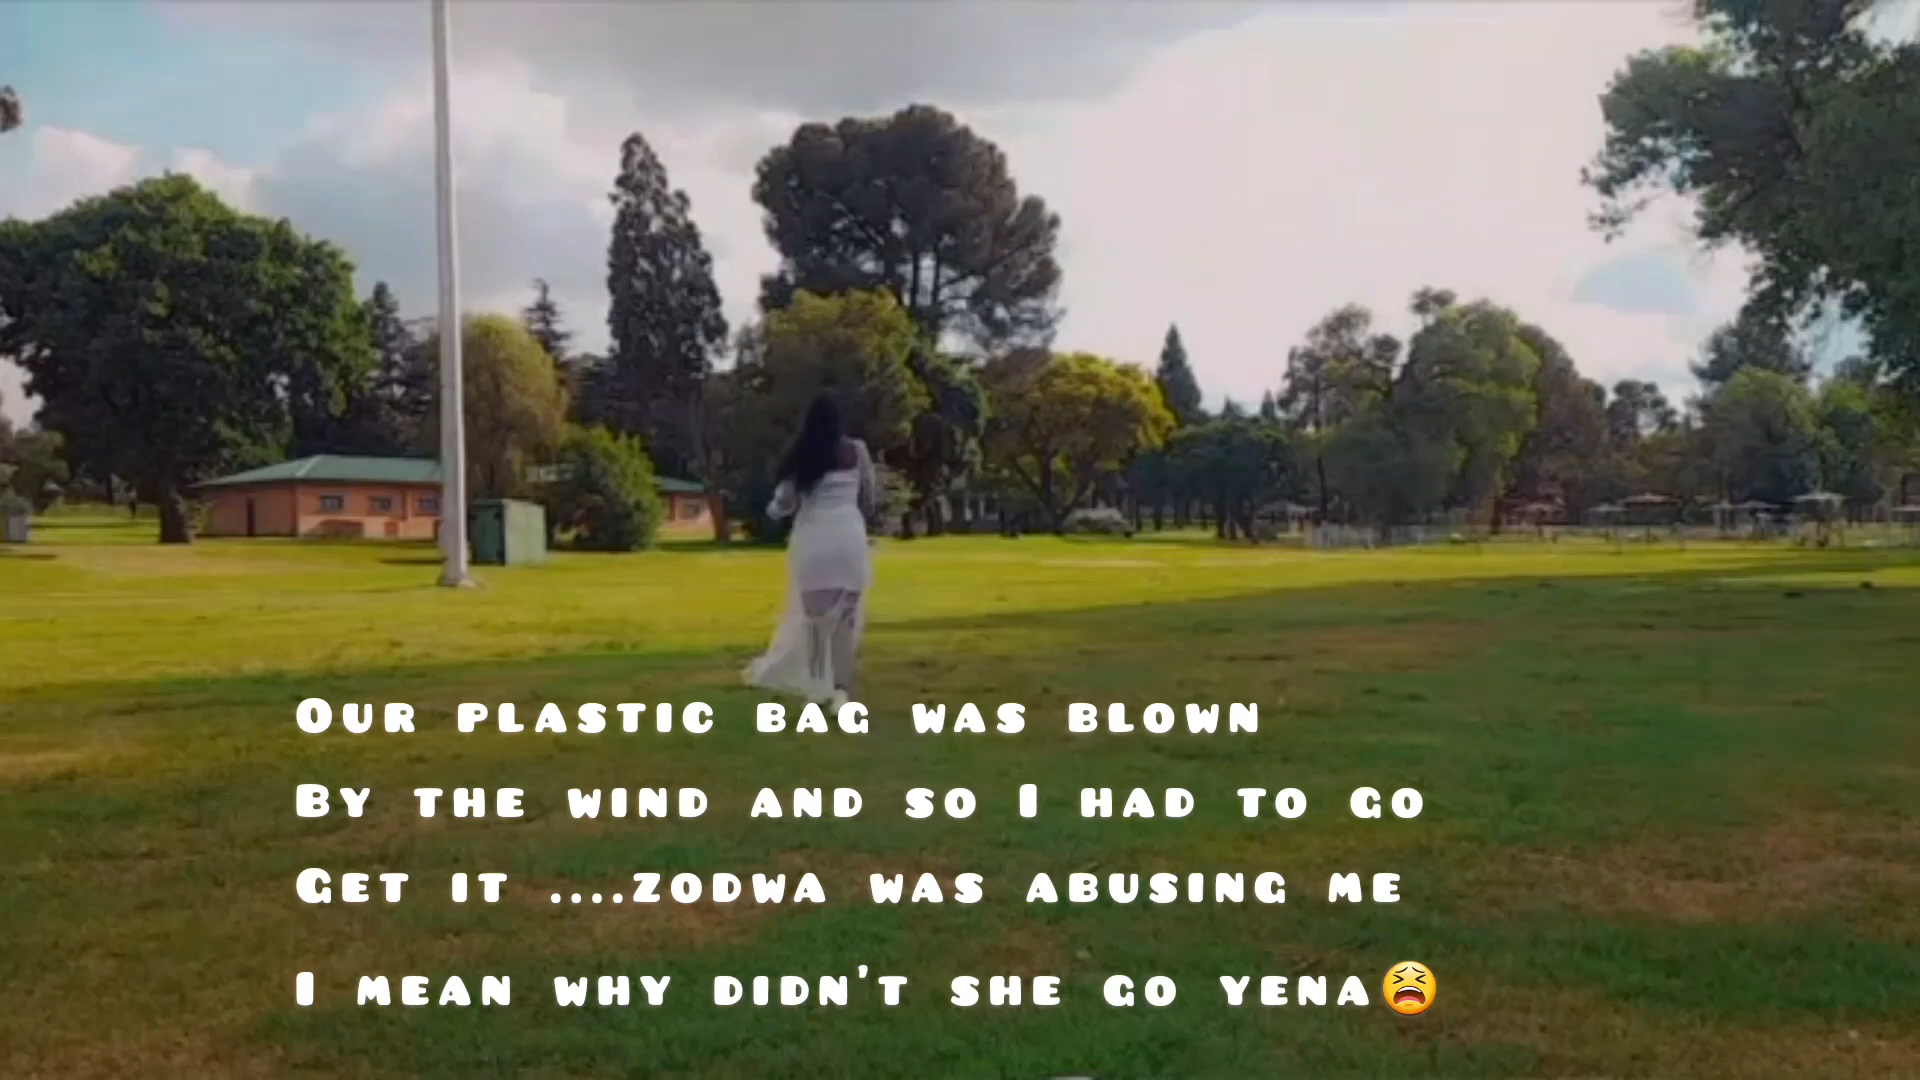 Our plastic bag was blown
By the wind and so I had to go
Get it ....zodwa was abusing me
I mean why didn't she go yena😫